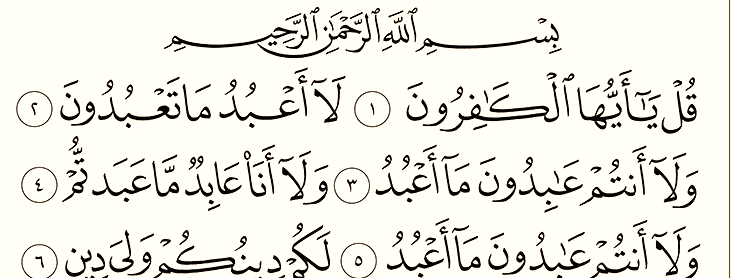 بِسْمِ ٱللَّهِ ٱلرَّحْمَٰنِ ٱلرَّحِيمِ
قُلْ يَٰٓأَيُّهَا ٱلْكَٰفِرُونَ ١ لَآ أَعْبُدُ مَا تَعْبُدُونَ ٢
وَلَآ أَنتُمْ عَٰبِدُونَ مَآ أَعْبُدُ ٣ وَلَآ أَنَا۠ عَابِدٌ مَّا عَبَدتُّمْ ٤
وَلَآ أَنتُمْ عَٰبِدُونَ مَآ أَعْبُدُ ٥ لَكُمْ دِينُكُمْ وَلِىَ دِينِ ٦